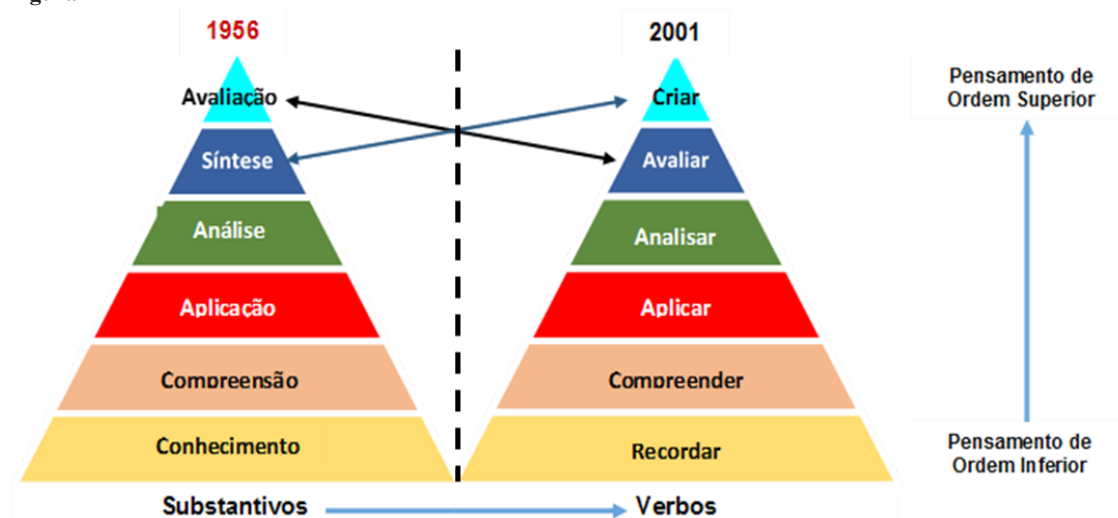 1956
2001
Avaliação
Síntese
Análise
Aplicação
Compreensão
Conhecimento
Criar
Avaliar
Analisar
Aplicar
Compreender
Recordar
Pensamento de
Ordem Superior
Pensamento de
Ordem Inferior
Substantivos
Verbos